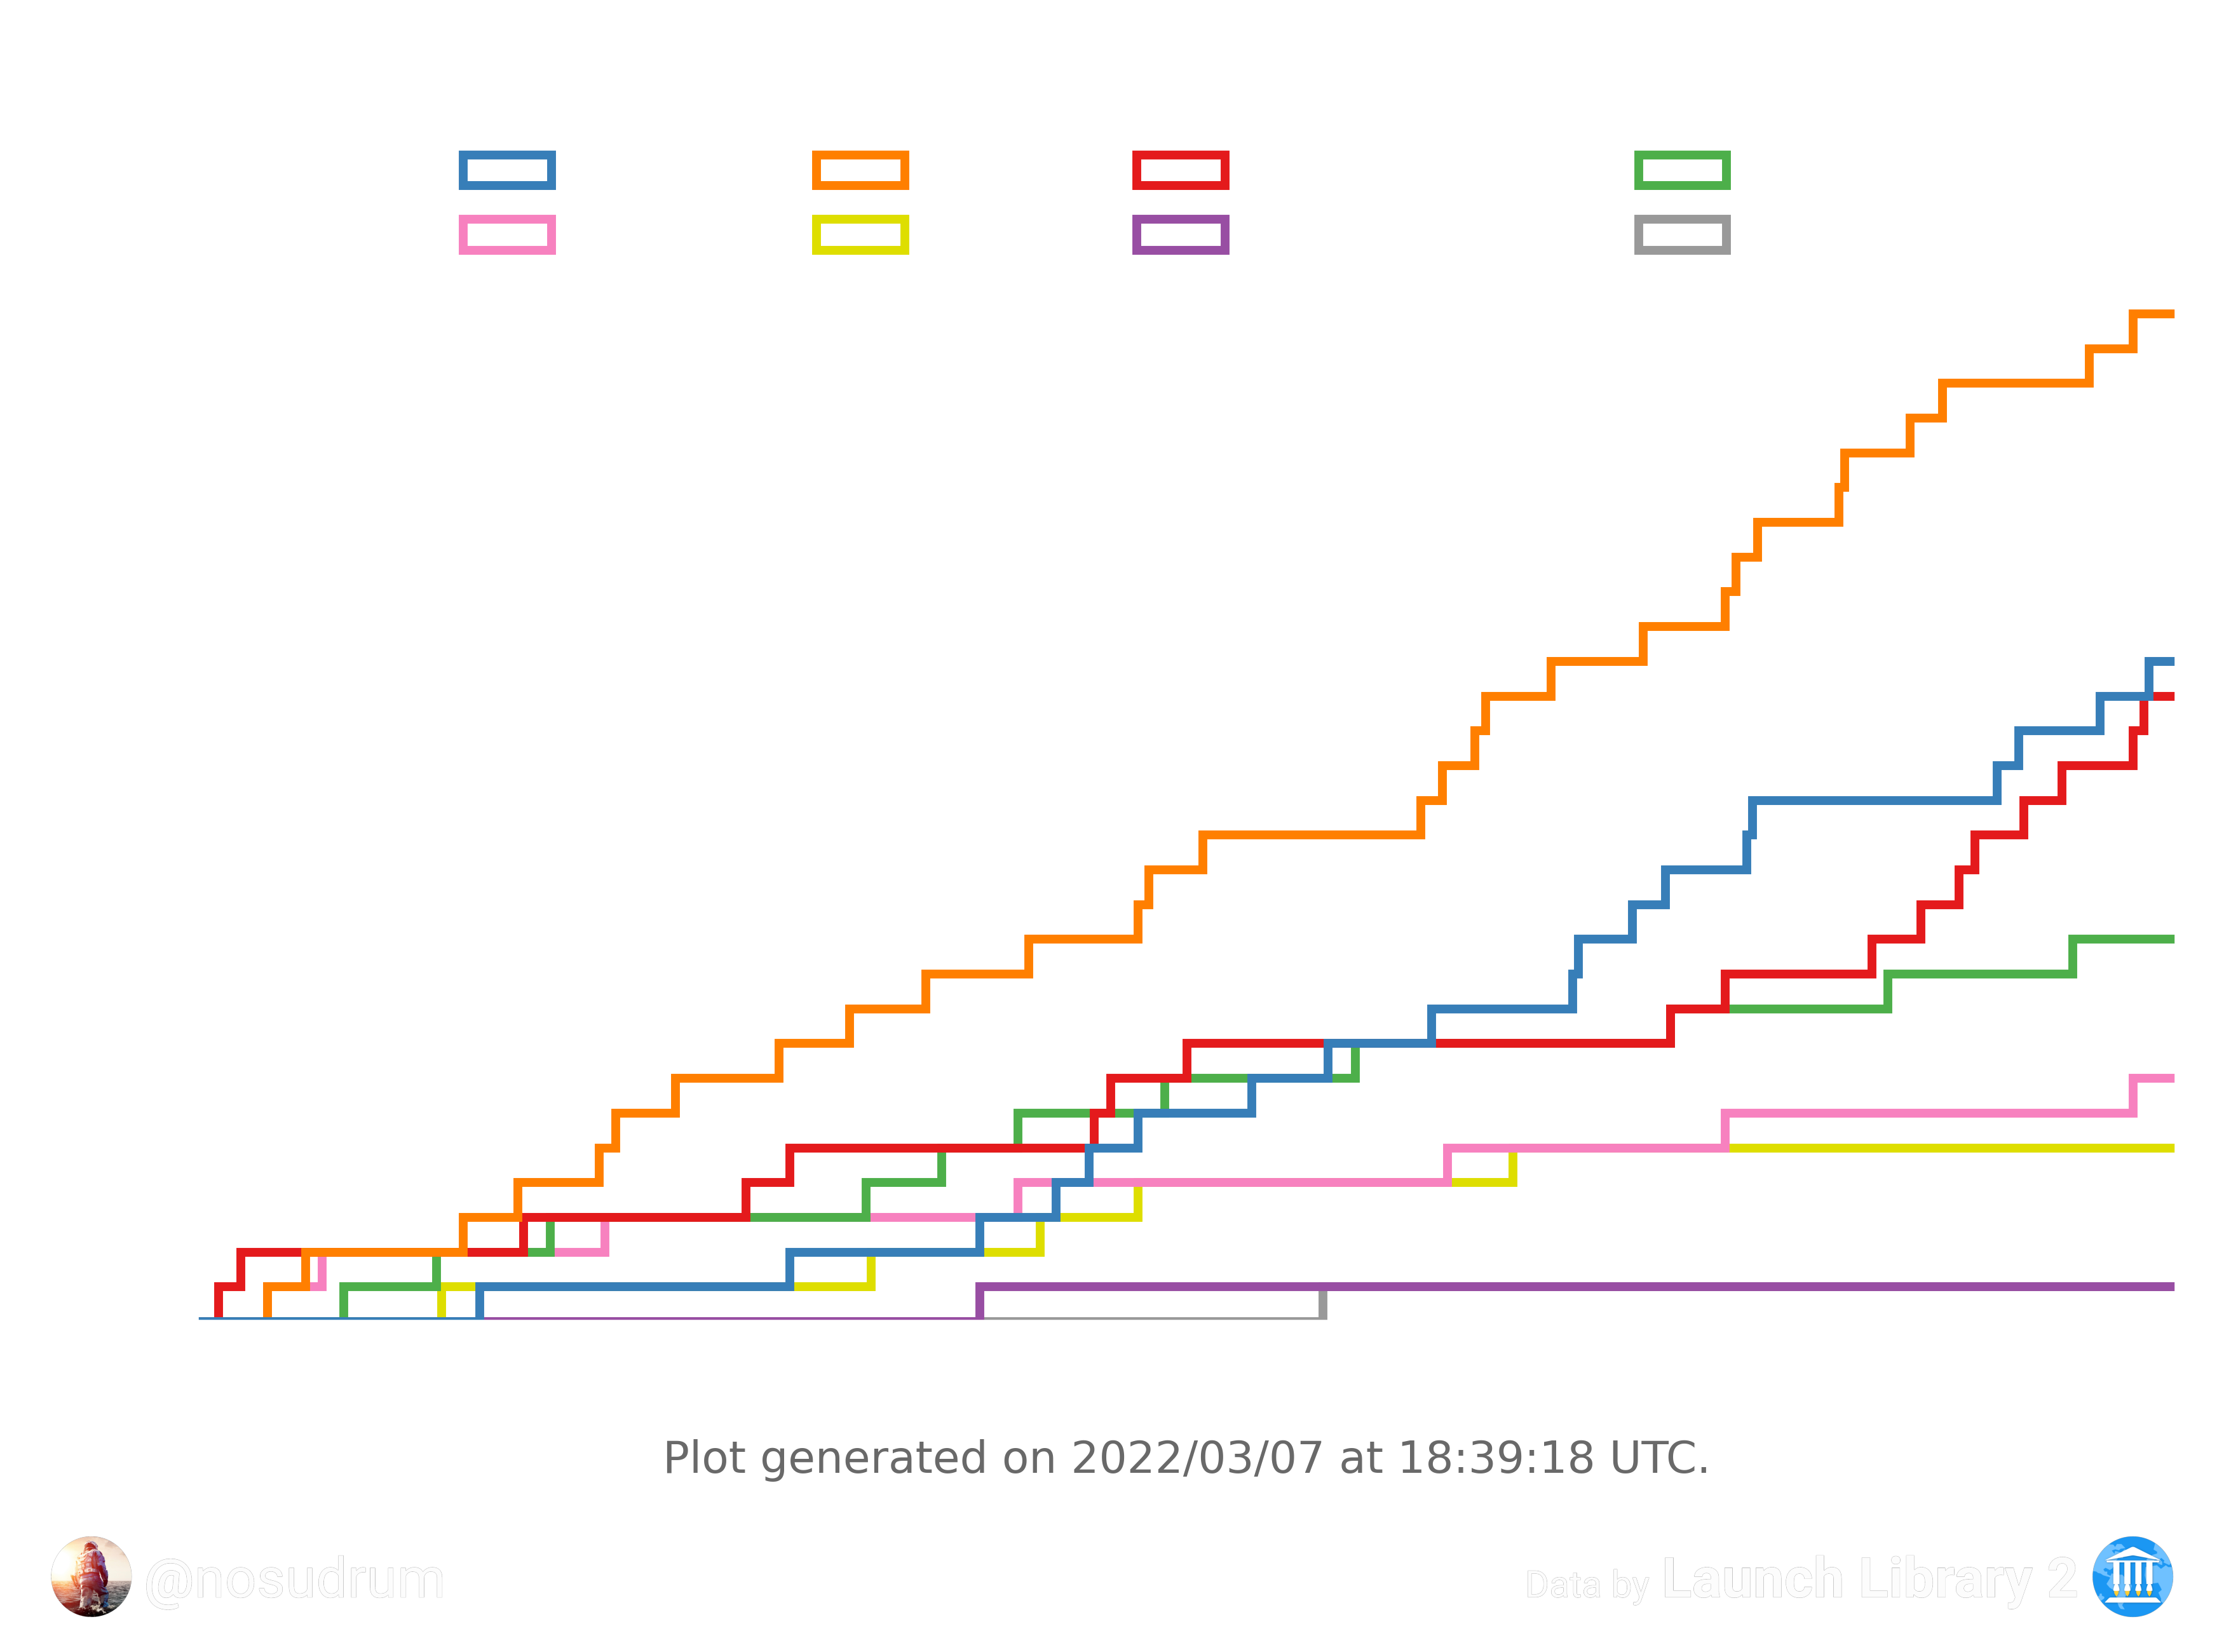 Plot generated on 2022/03/07 at 18:39:18 UTC.
@nosudrum
Data by Launch Library 2